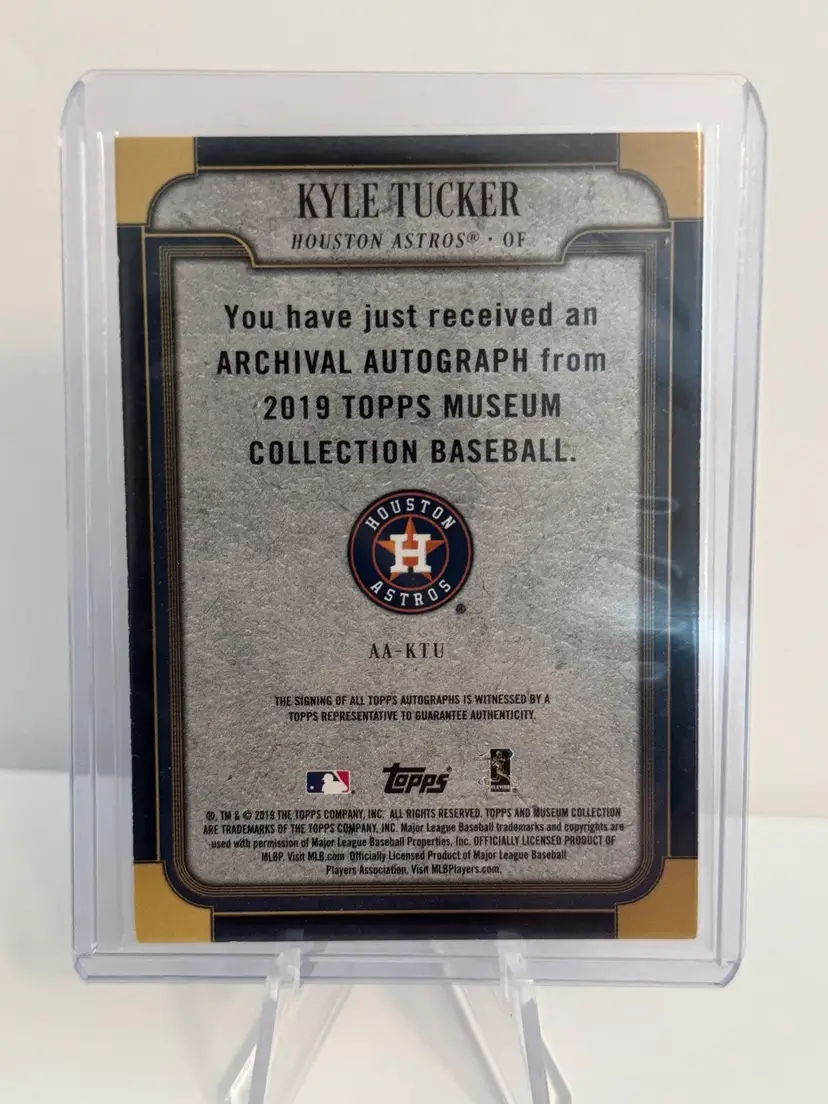 KYLE TUCKER
HOUSTON ASTROS® · OF
You have just received an
ARCHIVAL AUTOGRAPH from
2019 TOPPS MUSEUM
COLLECTION BASEBALL.
HOUSTON
H
ASTROS
®
AA-KTU
THE SIGNING OF ALL TOPPS AUTOGRAPHS IS WITNESSED BY A
TOPPS REPRESENTATIVE TO GUARANTEE AUTHENTICITY.
topps
PLAYERS
®, TM & © 2019 THE TOPPS COMPANY, INC. ALL RIGHTS RESERVED. TOPPS AND MUSEUM COLLECTION
ARE TRADEMARKS OF THE TOPPS COMPANY, INC. Major League Baseball trademarks and copyrights are
used with permission of Major League Baseball Properties, Inc. OFFICIALLY LICENSED PRODUCT OF
MLBP. Visit MLB.com Officially Licensed Product of Major League Baseball
Players Association, Visit MLBPlayers.com.